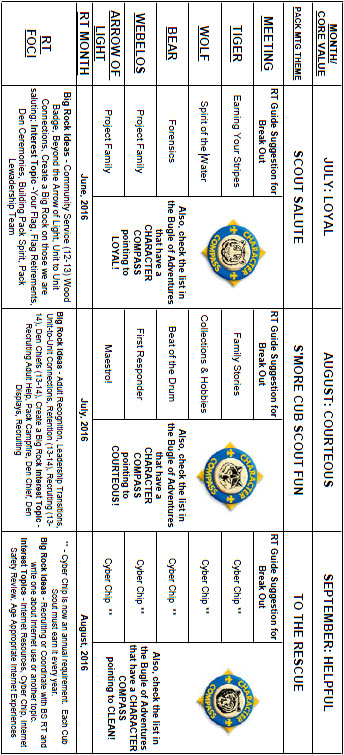 MONTH/
CORE VALUE
JULY: LOYAL
AUGUST: COURTEOUS
SEPTEMBER: HELPFUL
PACK MTG THEME
SCOUT SALUTE
S'MORE CUB SCOUT FUN
TO THE RESCUE
MEETING
RT Guide Suggestion for
Break Out
RT Guide Suggestion for
Break Out
RT Guide Suggestion for
Break Out
TIGER
Earning Your Stripes
Family Stories
Cyber Chip **
WOLF
Spirit of the Water
Collections & Hobbies
Cyber Chip **
BEAR
Forensics
Beat of the Drum
Cyber Chip **
WEBELOS
Project Family
First Responder
Cyber Chip **
ARROW OF
LIGHT
Project Family
Maestro!
Cyber Chip **
CHARACTER
COMPASS
Also, check the list in
the Bugle of Adventures
that have a
CHARACTER
COMPASS
pointing to
LOYAL!
CHARACTER
COMPASS
Also, check the list in
the Bugle of Adventures
that have a
CHARACTER
COMPASS
pointing to
COURTEOUS!
CHARACTER
COMPASS
Also, check the list in
the Bugle of Adventures
that have a CHARACTER
COMPASS
pointing to CLEAN!
RT MONTH
June, 2016
July, 2016
August, 2016
RT
FOCI
Big Rock Ideas - Community Service (12-13) Wood
Badge, Beyond the Arrow of Light, Unit to Unit
Connections, Create a Big Rock on those we are
saluting; Interest Topic - Your Flag, Flag Retirements,
Den Ceremonies, Building Pack Spirit, Pack
Lewadership Team
Big Rock Ideas - Adult Recognition, Leadership Transitions,
Unit-to-Unit Connections, Retention (13-14), Recruiting (13-
14), Den Chiefs (13-14), Create a Big Rock Interest Topic -
Recruiting Adult Help, Pack Campfire, Den Chief, Den
Displays, Recruiting
** - Cyber Chip is now an annual requirement. Each Cub
Scout must earn it every year.
Big Rock Ideas - Recruiting or Coordinate with BS RT and
write one about Internet use or another topic.
Interest Topics - Internet Resources, Cyber Chip, Internet
Safety Review, Age Appropriate Internet Experiences